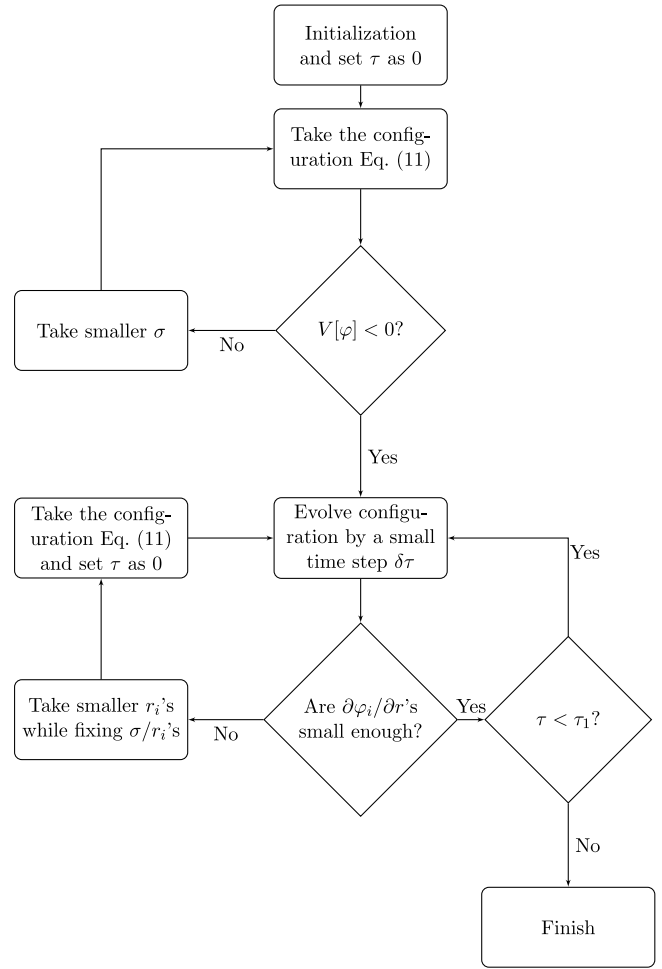 Initialization
and set τ as 0
Take the config-
uration Eq. (11)
Take smaller σ
No
V[φ] < 0?
Yes
Take the config-
uration Eq. (11)
and set τ as 0
Evolve configu-
ration by a small
time step δτ
Yes
Take smaller r_i's
while fixing σ/r_i's
No
Are ∂φ_i/∂r's
small enough?
Yes
τ < τ_1?
No
Finish